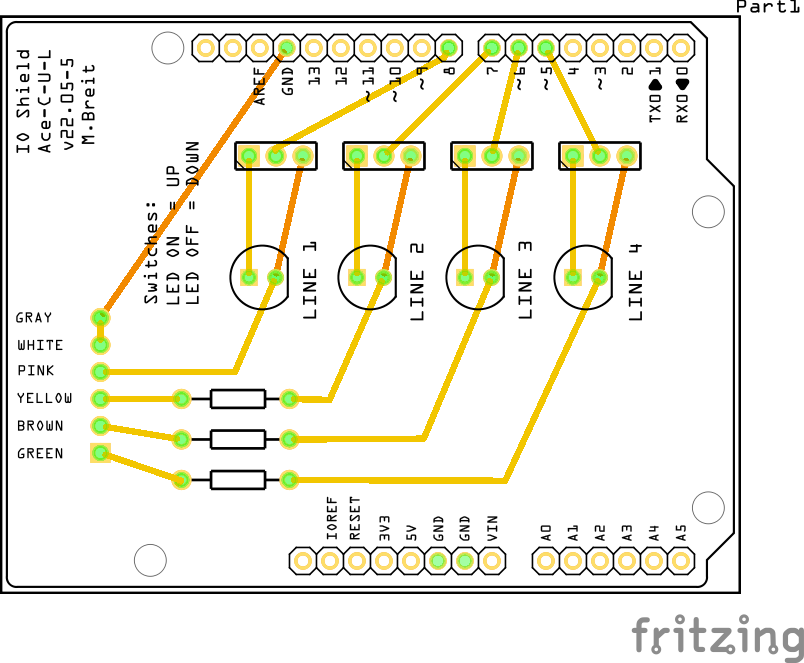 Part1
IO Shield
Ace-C-U-L
v22.05-5
M.Breit
AREF
GND
13
12
~11
~10
~9
8
7
~6
~5
4
~3
2
TXO 1
RXO 0
Switches:
LED ON = UP
LED OFF = DOWN
LINE 1
LINE 2
LINE 3
LINE 4
GRAY
WHITE
PINK
YELLOW
BROWN
GREEN
IOREF
RESET
3V3
5V
GND
GND
VIN
A0
A1
A2
A3
A4
A5
fritzing